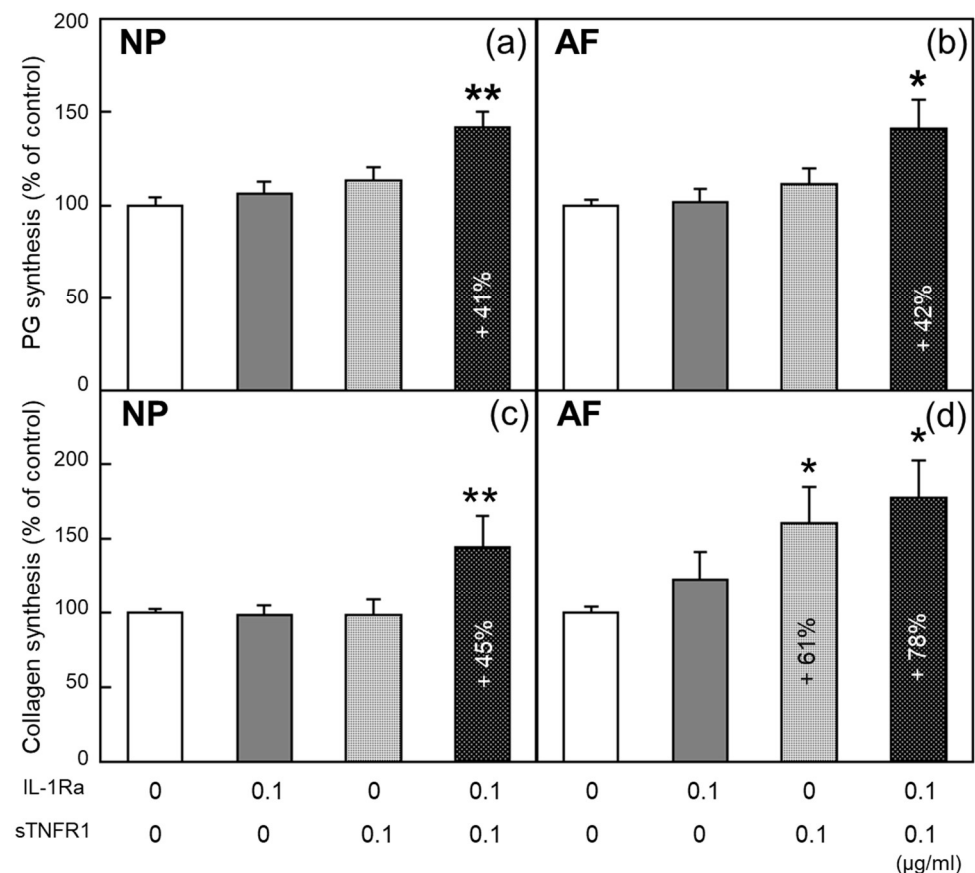 PG synthesis (% of control)
200
150
100
50
0
NP
(a)
**
+ 41%
AF
(b)
*
+ 42%
Collagen synthesis (% of control)
200
150
100
50
0
NP
(c)
**
+ 45%
AF
(d)
*
*
+ 61%
+ 78%
IL-1Ra 0 0.1 0 0.1 0 0.1 0 0.1
sTNFR1 0 0 0.1 0.1 0 0 0.1 0.1
(µg/ml)